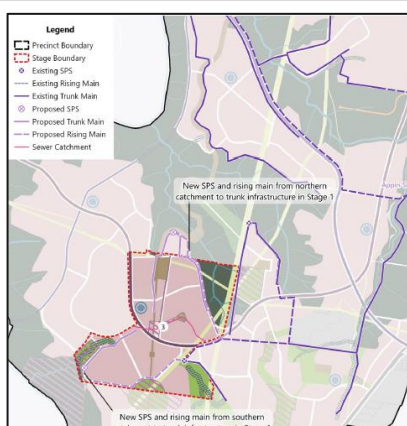 Legend
Precinct Boundary
Stage Boundary
Existing SPS
Existing Rising Main
Existing Trunk Main
Proposed SPS
Proposed Trunk Main
Proposed Rising Main
Sewer Catchment
New SPS and rising main from northern
catchment to trunk infrastructure in Stage 1
3
New SPS and rising main from southern